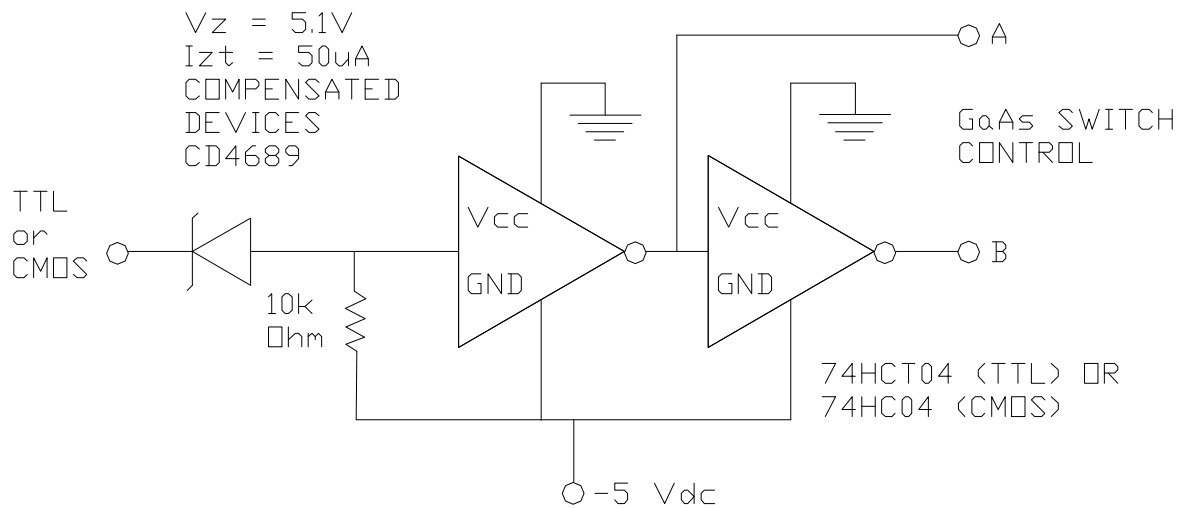 Vz = 5.1V
Izt = 50uA
COMPENSATED
DEVICES
CD4689
TTL
or
CMOS
10k
Ohm
Vcc
GND
Vcc
GND
A
GaAs SWITCH
CONTROL
B
74HCT04 (TTL) OR
74HC04 (CMOS)
-5 Vdc